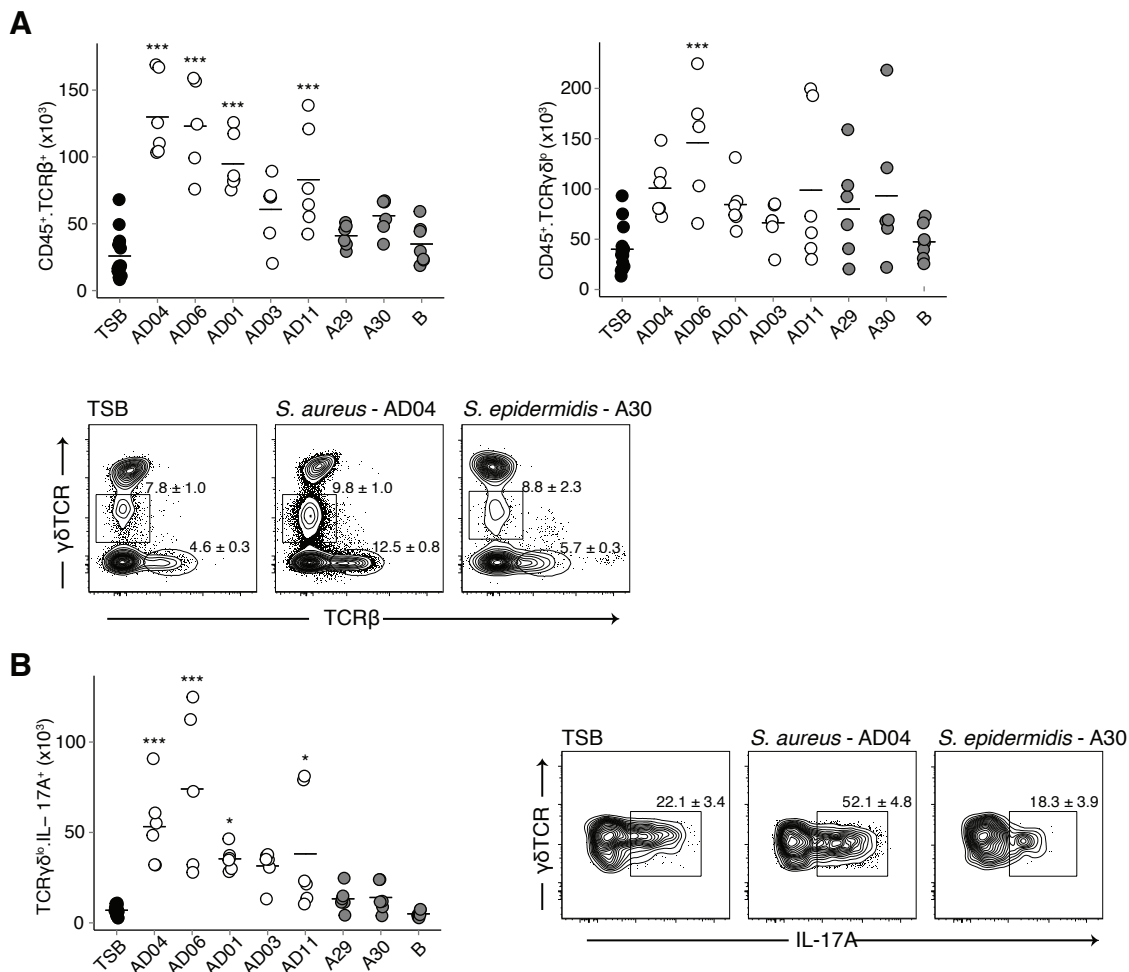 A
CD45⁺.TCRβ⁺ (x10³)
150
100
50
0
*** *** *** ***
TSB AD04 AD06 AD01 AD03 AD11 A29 A30 B
CD45⁺.TCRγδˡᵒ (x10³)
200
150
100
50
0
***
TSB AD04 AD06 AD01 AD03 AD11 A29 A30 B
TSB S. aureus - AD04 S. epidermidis - A30
γδTCR
7.8 ± 1.0 9.8 ± 1.0 8.8 ± 2.3
4.6 ± 0.3 12.5 ± 0.8 5.7 ± 0.3
TCRβ
B
TCRγδˡᵒ.IL– 17A⁺ (x10³)
100
50
0
*** *** * *
TSB AD04 AD06 AD01 AD03 AD11 A29 A30 B
TSB S. aureus - AD04 S. epidermidis - A30
γδTCR
22.1 ± 3.4 52.1 ± 4.8 18.3 ± 3.9
IL-17A